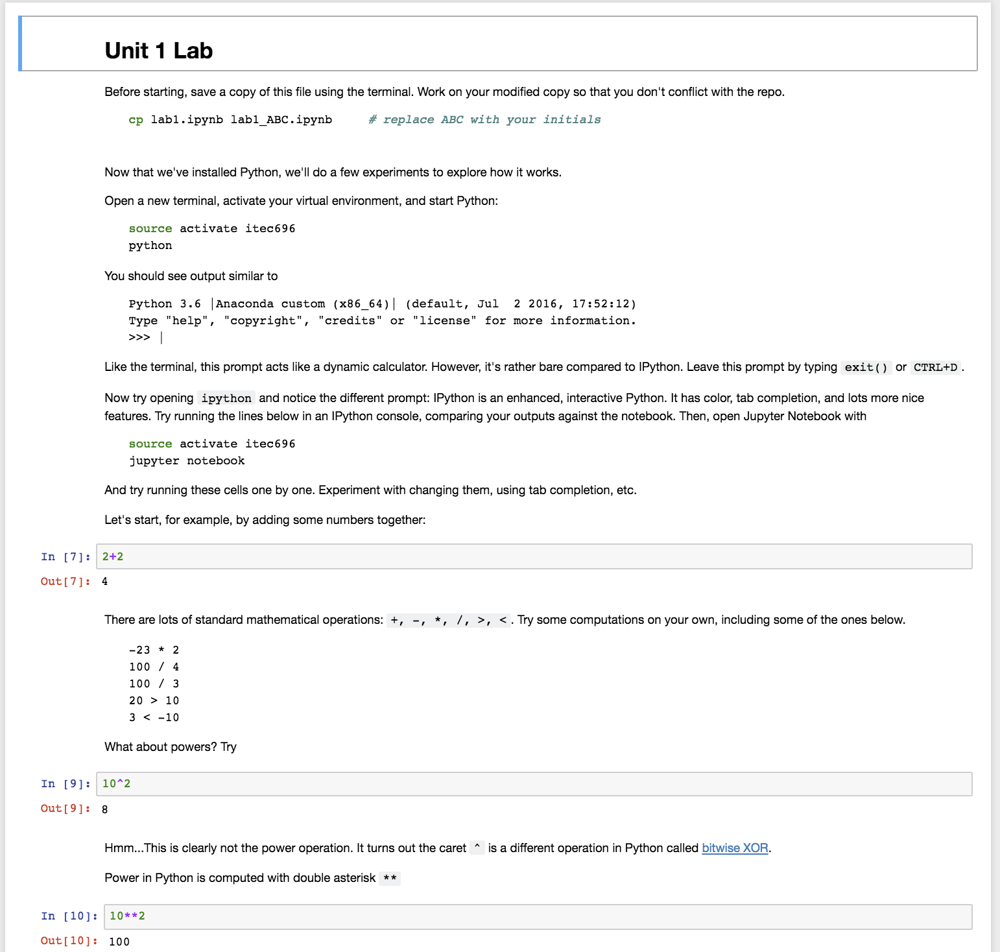 Unit 1 Lab
Before starting, save a copy of this file using the terminal. Work on your modified copy so that you don't conflict with the repo.
cp lab1.ipynb lab1_ABC.ipynb     # replace ABC with your initials
Now that we've installed Python, we'll do a few experiments to explore how it works.
Open a new terminal, activate your virtual environment, and start Python:
source activate itec696
python
You should see output similar to
Python 3.6 |Anaconda custom (x86_64)| (default, Jul  2 2016, 17:52:12)
Type "help", "copyright", "credits" or "license" for more information.
>>> |
Like the terminal, this prompt acts like a dynamic calculator. However, it's rather bare compared to IPython. Leave this prompt by typing exit() or CTRL+D.
Now try opening ipython and notice the different prompt: IPython is an enhanced, interactive Python. It has color, tab completion, and lots more nice
features. Try running the lines below in an IPython console, comparing your outputs against the notebook. Then, open Jupyter Notebook with
source activate itec696
jupyter notebook
And try running these cells one by one. Experiment with changing them, using tab completion, etc.
Let's start, for example, by adding some numbers together:
In [7]: 2+2
Out[7]: 4
There are lots of standard mathematical operations: +, -, *, /, >, <. Try some computations on your own, including some of the ones below.
-23 * 2
100 / 4
100 / 3
20 > 10
3 < -10
What about powers? Try
In [9]: 10^2
Out[9]: 8
Hmm...This is clearly not the power operation. It turns out the caret ^ is a different operation in Python called bitwise XOR.
Power in Python is computed with double asterisk **
In [10]: 10**2
Out[10]: 100